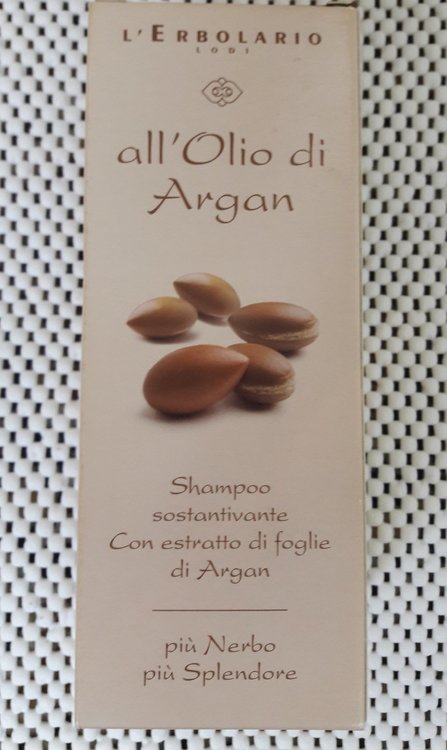 L'ERBOLARIO
LODI
all'Olio di
Argan
Shampoo
sostantivante
Con estratto di foglie
di Argan
più Nerbo
più Splendore